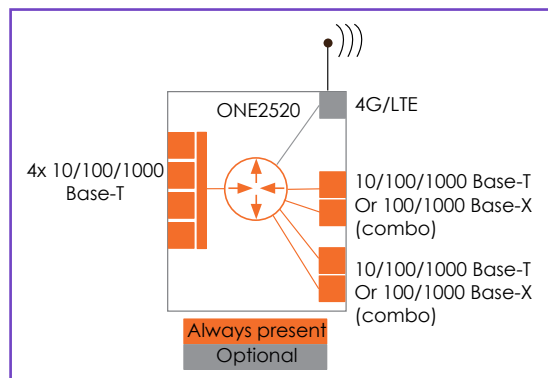 ONE2520
4G/LTE
4x 10/100/1000
Base-T
10/100/1000 Base-T
Or 100/1000 Base-X
(combo)
10/100/1000 Base-T
Or 100/1000 Base-X
(combo)
Always present
Optional